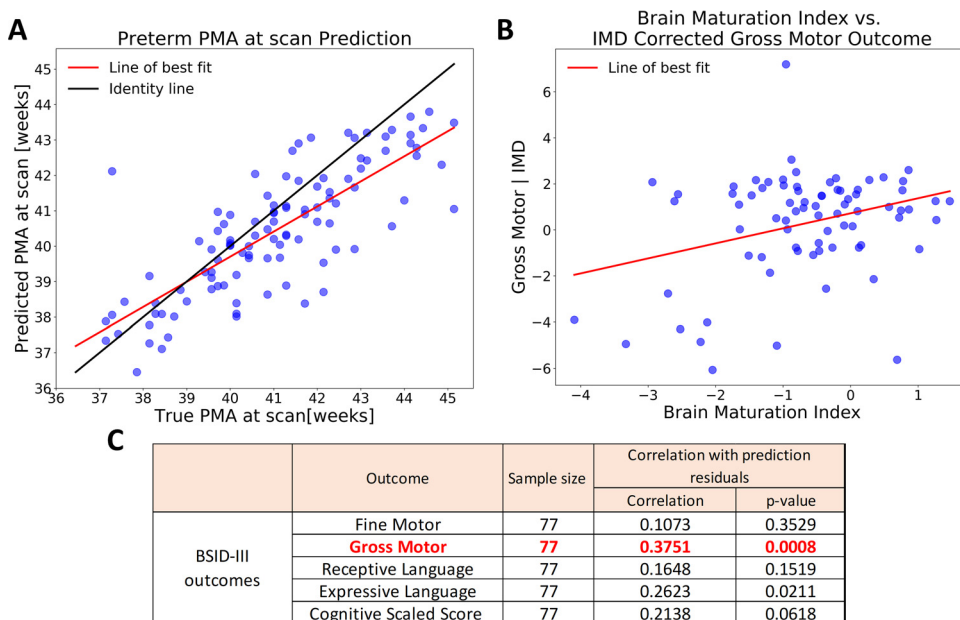 A
Preterm PMA at scan Prediction
Line of best fit
Identity line
Predicted PMA at scan [weeks]
45
44
43
42
41
40
39
38
37
36
36 37 38 39 40 41 42 43 44 45
True PMA at scan[weeks]
B
Brain Maturation Index vs.
IMD Corrected Gross Motor Outcome
Line of best fit
Gross Motor | IMD
6
4
2
0
−2
−4
−6
−4 −3 −2 −1 0 1
Brain Maturation Index
C
Outcome Sample size Correlation with prediction
residuals
Correlation p-value
BSID-III
outcomes
Fine Motor 77 0.1073 0.3529
Gross Motor 77 0.3751 0.0008
Receptive Language 77 0.1648 0.1519
Expressive Language 77 0.2623 0.0211
Cognitive Scaled Score 77 0.2138 0.0618